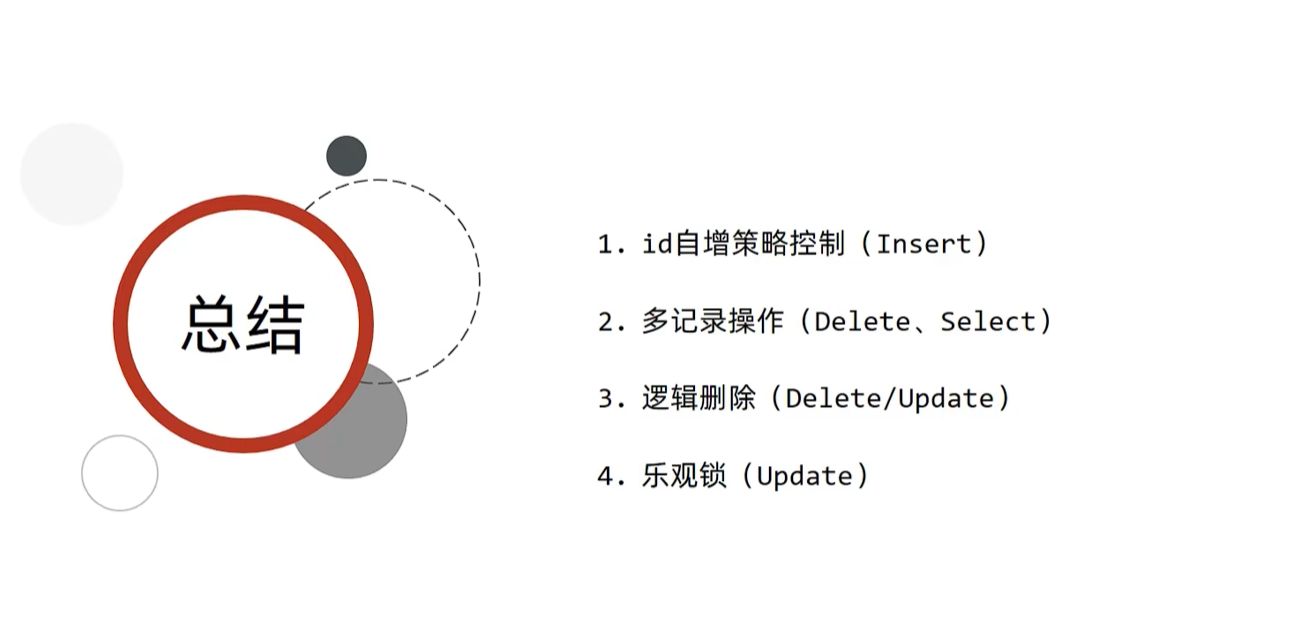 总结
1. id自增策略控制（Insert）
2. 多记录操作（Delete、Select）
3. 逻辑删除（Delete/Update）
4. 乐观锁（Update）